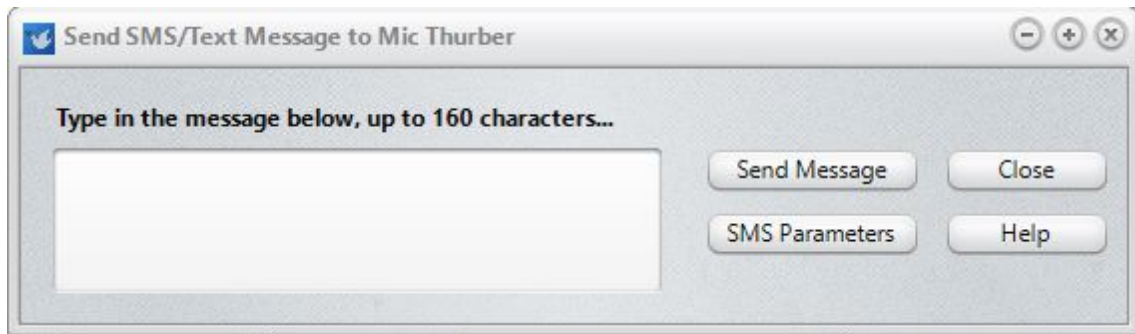 Send SMS/Text Message to Mic Thurber
Type in the message below, up to 160 characters...
Send Message
Close
SMS Parameters
Help